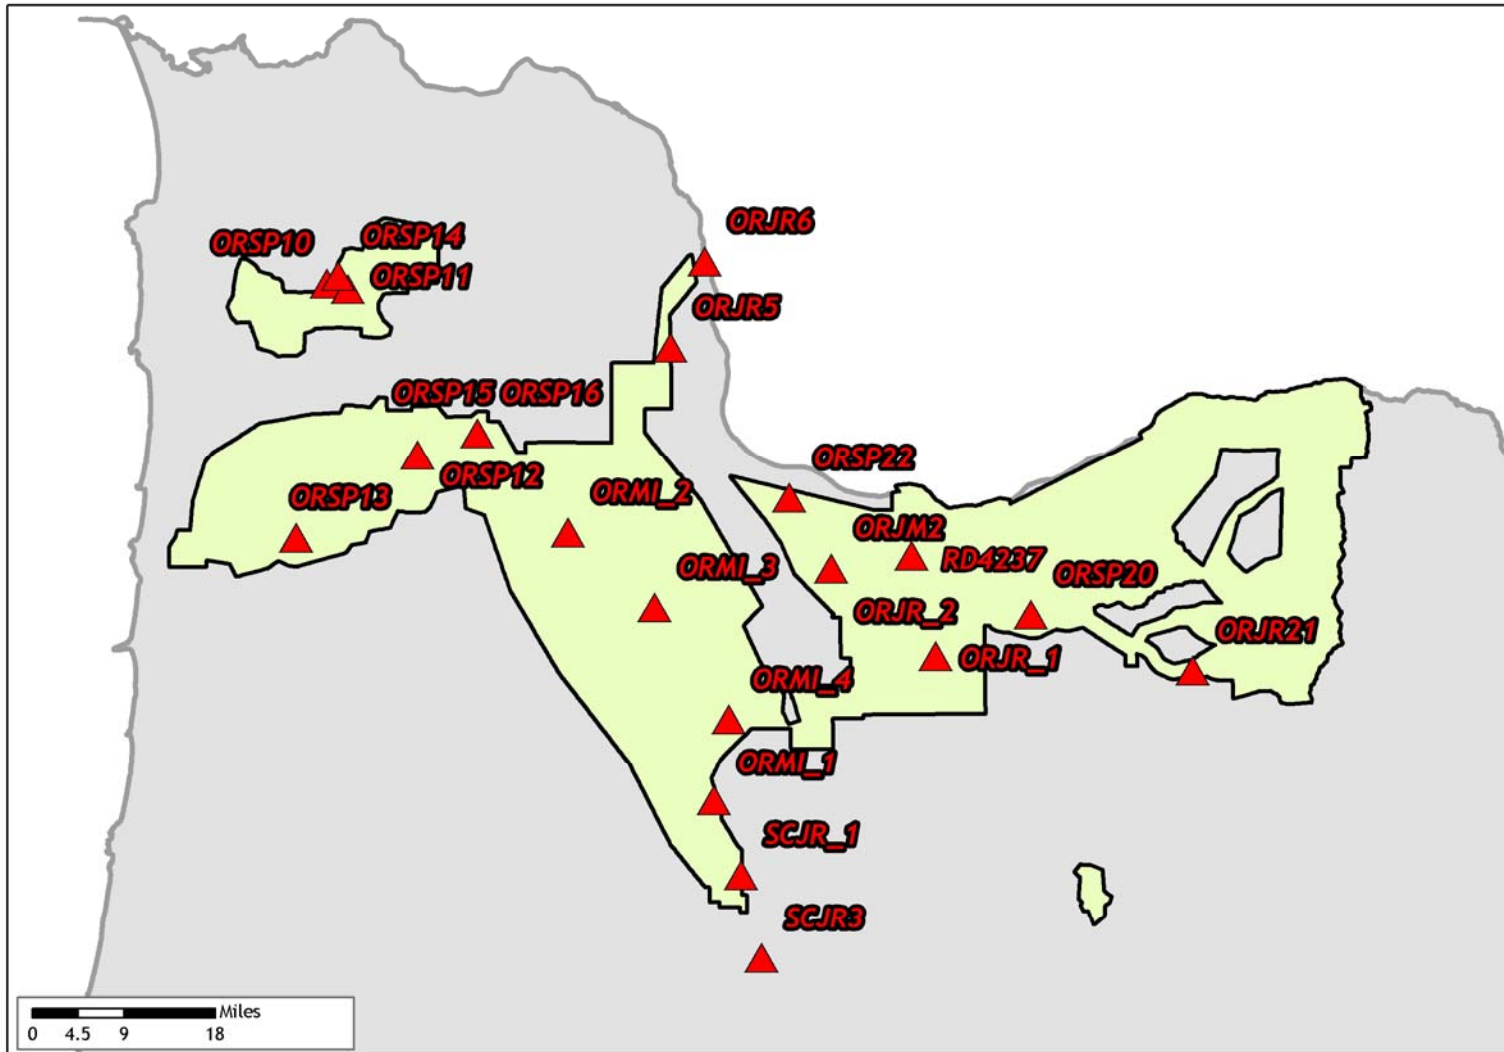 ORJR6
ORSP10
ORSP14
ORSP11
ORJR5
ORSP15 ORSP16
ORSP22
ORSP12
ORSP13
ORMI_2
ORJM2
RD4237
ORMI_3
ORSP20
ORJR_2
ORJR21
ORJR_1
ORMI_4
ORMI_1
SCJR_1
SCJR3
Miles
0 4.5 9 18